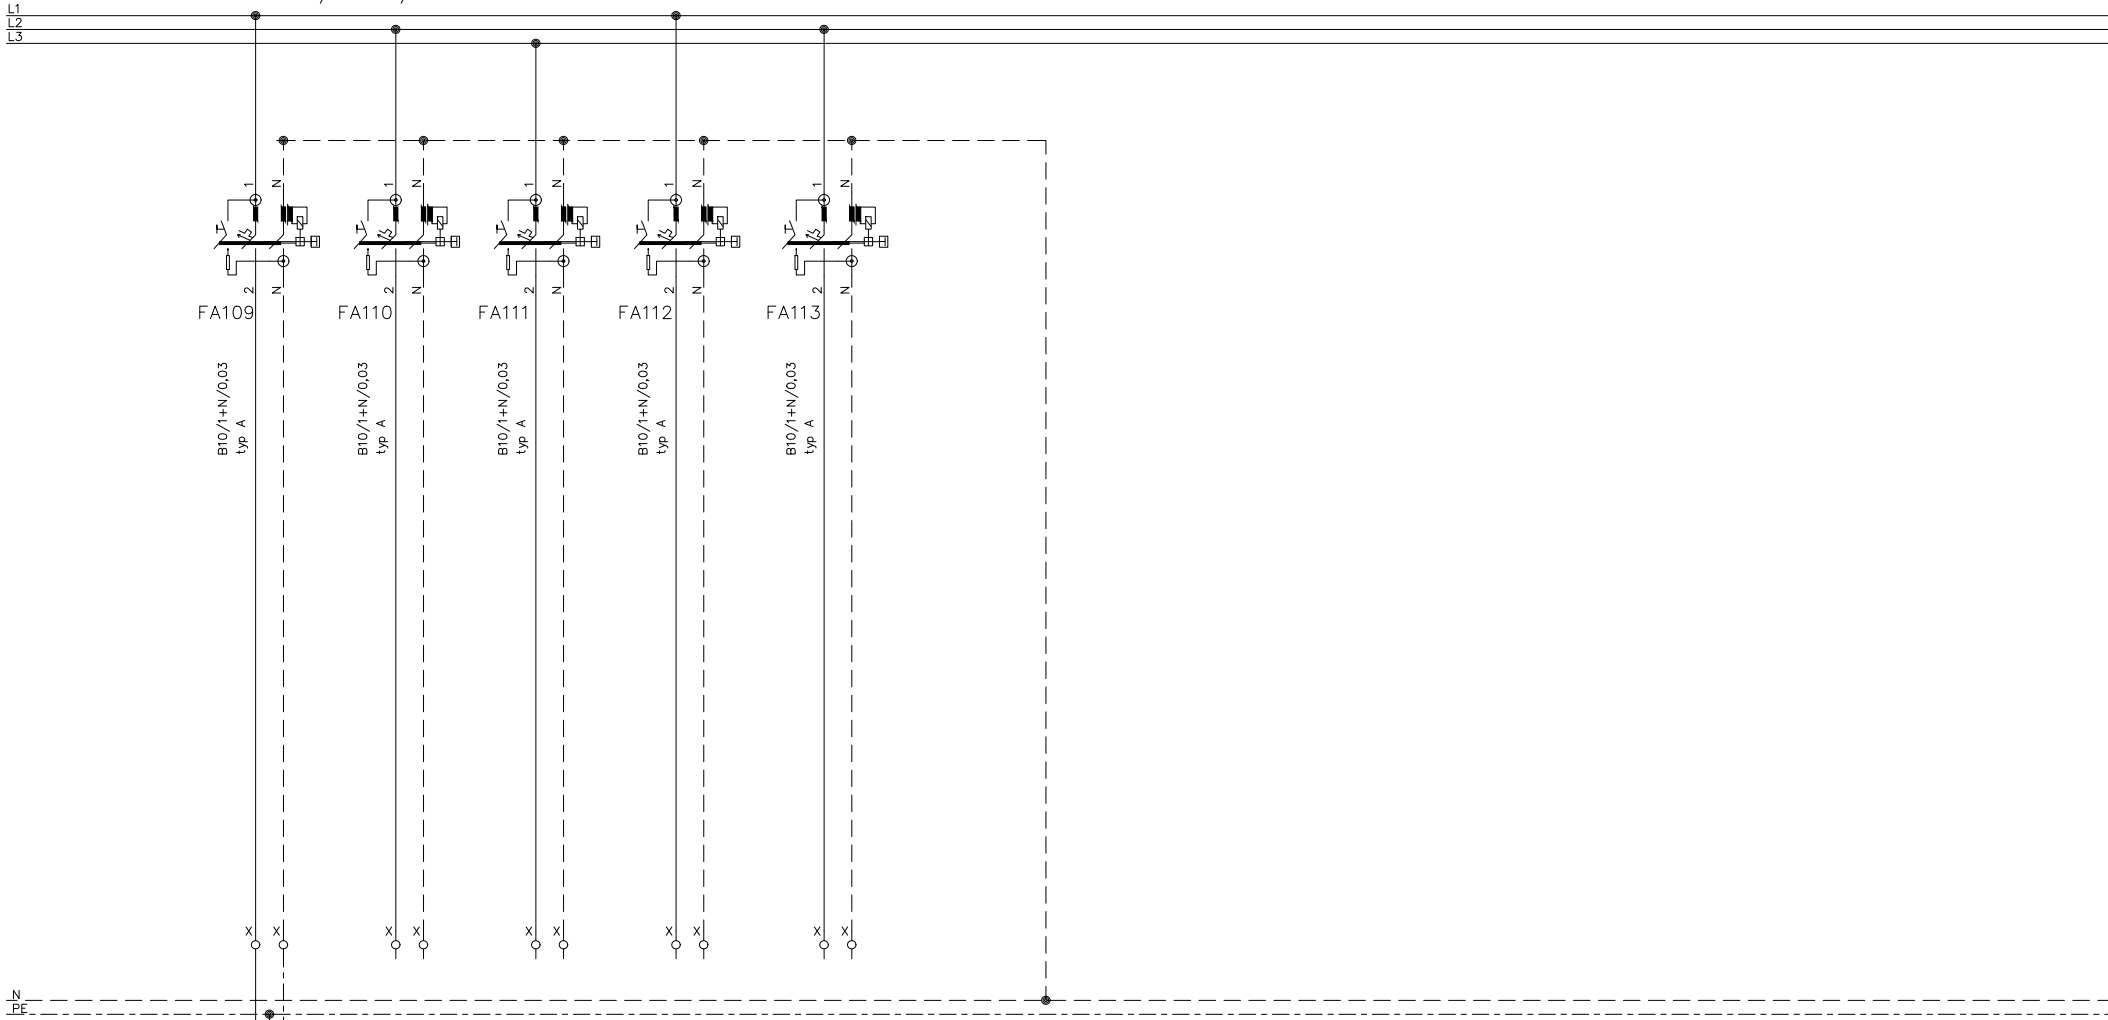 L1
L2
L3
1 N 1 N 1 N 1 N 1 N
2 N 2 N 2 N 2 N 2 N
FA109 FA110 FA111 FA112 FA113
B10/1+N/0,03
typ A
B10/1+N/0,03
typ A
B10/1+N/0,03
typ A
B10/1+N/0,03
typ A
B10/1+N/0,03
typ A
X X X X X X X X X X
N
PE